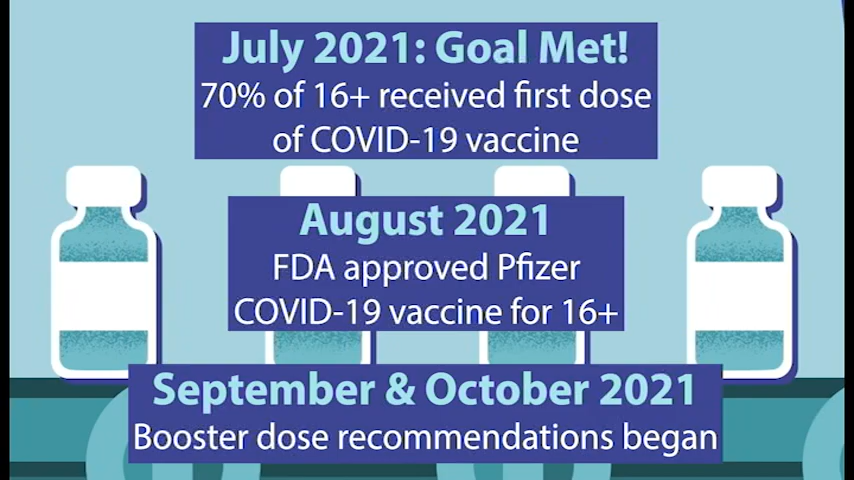 July 2021: Goal Met!
70% of 16+ received first dose
of COVID-19 vaccine
August 2021
FDA approved Pfizer
COVID-19 vaccine for 16+
September & October 2021
Booster dose recommendations began